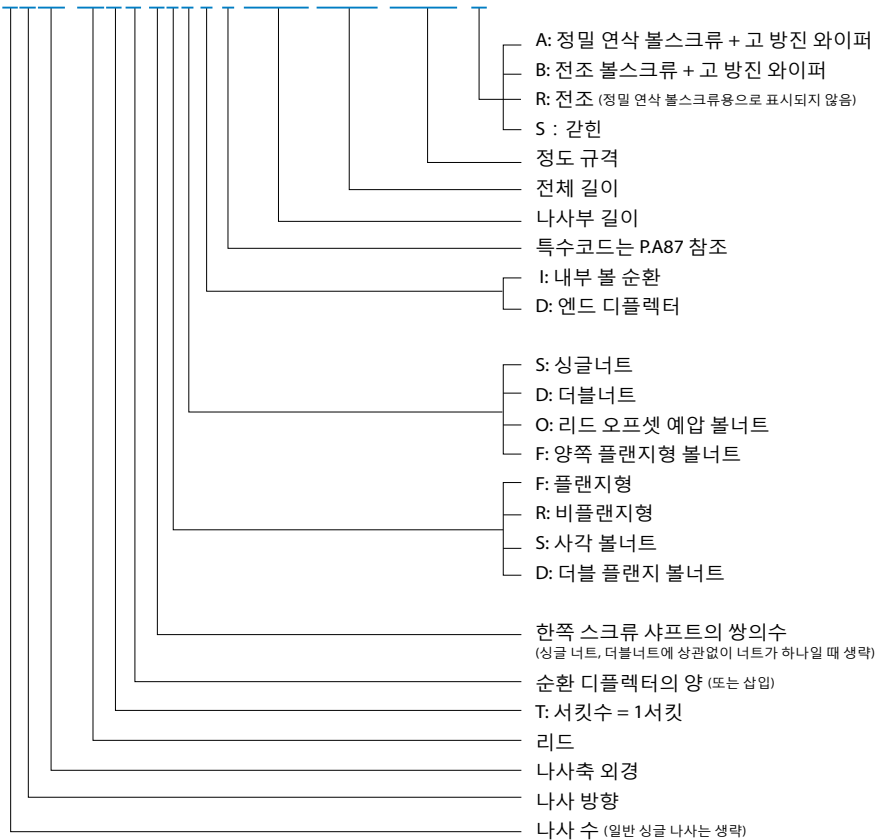 A: 정밀 연삭 볼스크류 + 고 방진 와이퍼
B: 전조 볼스크류 + 고 방진 와이퍼
R: 전조 (정밀 연삭 볼스크류용으로 표시되지 않음)
S : 갇힌
정도 규격
전체 길이
나사부 길이
특수코드는 P.A87 참조
I: 내부 볼 순환
D: 엔드 디플렉터
S: 싱글너트
D: 더블너트
O: 리드 오프셋 예압 볼너트
F: 양쪽 플랜지형 볼너트
F: 플랜지형
R: 비플랜지형
S: 사각 볼너트
D: 더블 플랜지 볼너트
한쪽 스크류 샤프트의 쌍의수
(싱글 너트, 더블너트에 상관없이 너트가 하나일 때 생략)
순환 디플렉터의 양 (또는 삽입)
T: 서킷수 = 1서킷
리드
나사축 외경
나사 방향
나사 수 (일반 싱글 나사는 생략)